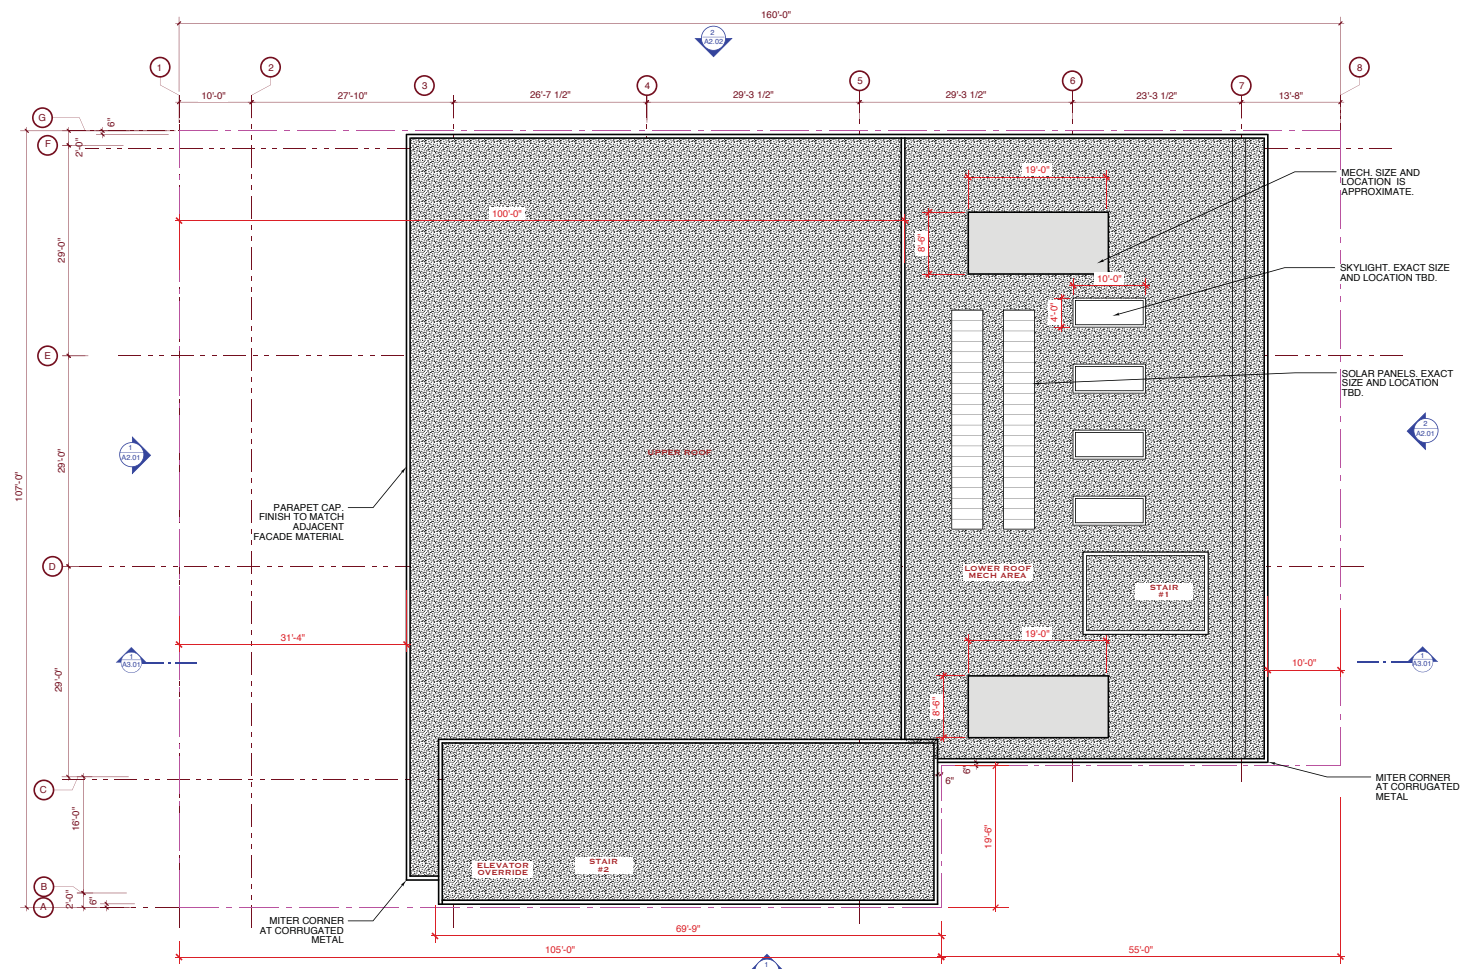 160'-0"
2
A2.02
1
2
3
4
5
6
7
8
10'-0"
27'-10"
26'-7 1/2"
29'-3 1/2"
29'-3 1/2"
23'-3 1/2"
13'-8"
G
6"
F
2'-0"
19'-0"
MECH. SIZE AND
LOCATION IS
APPROXIMATE.
100'-0"
8'-6"
29'-0"
10'-0"
SKYLIGHT. EXACT SIZE
AND LOCATION TBD.
4'-0"
E
SOLAR PANELS. EXACT
SIZE AND LOCATION
TBD.
1
A2.01
2
A2.01
UPPER ROOF
29'-0"
107'-0"
PARAPET CAP.
FINISH TO MATCH
ADJACENT
FACADE MATERIAL
D
LOWER ROOF
MECH AREA
STAIR
#1
31'-4"
19'-0"
1
A3.01
1
A3.01
10'-0"
29'-0"
8'-6"
6"
6"
C
MITER CORNER
AT CORRUGATED
METAL
16'-0"
19'-6"
ELEVATOR
OVERRIDE
STAIR
#2
B
2'-0"
6"
A
MITER CORNER
AT CORRUGATED
METAL
69'-9"
105'-0"
55'-0"
1